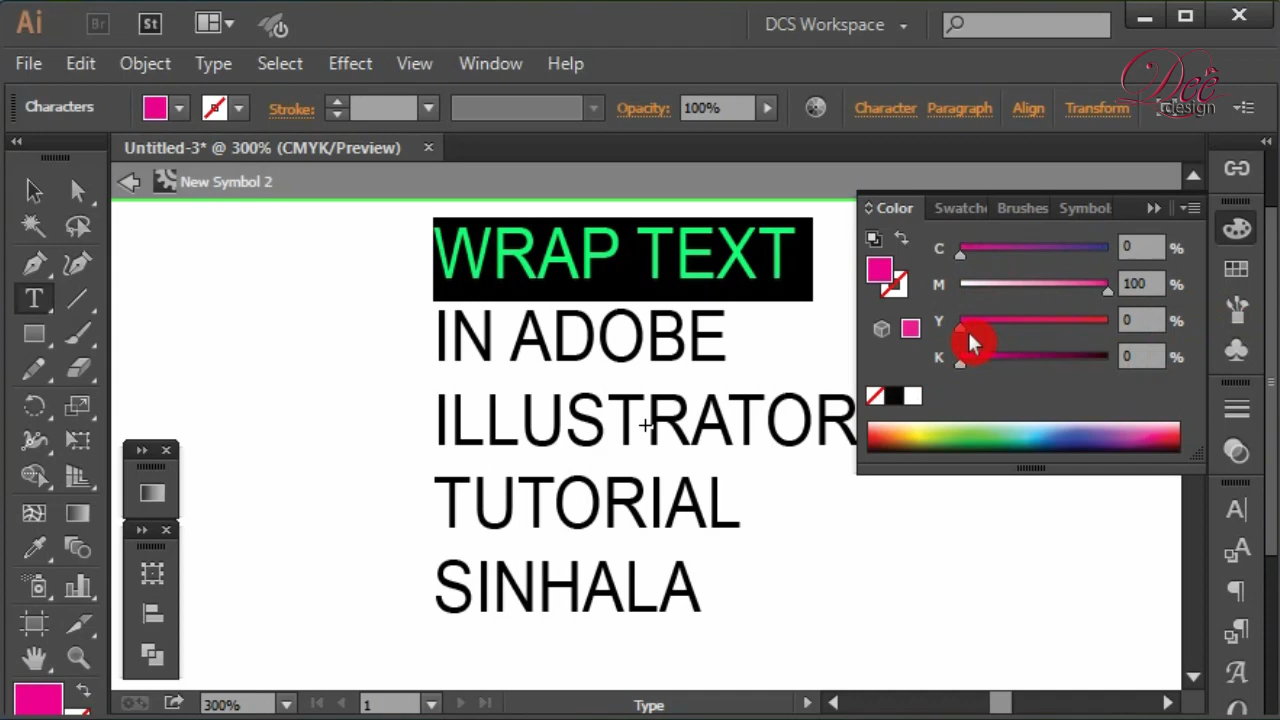 Ai Br St DCS Workspace
File Edit Object Type Select Effect View Window Help
Dee
design
Characters Stroke: Opacity: 100% Character Paragraph Align Transform
Untitled-3* @ 300% (CMYK/Preview)
New Symbol 2
WRAP TEXT
IN ADOBE
ILLUSTRATOR
TUTORIAL
SINHALA
Color Swatche Brushes Symbol
C 0 %
M 100 %
Y 0 %
K 0 %
300% 1 Type